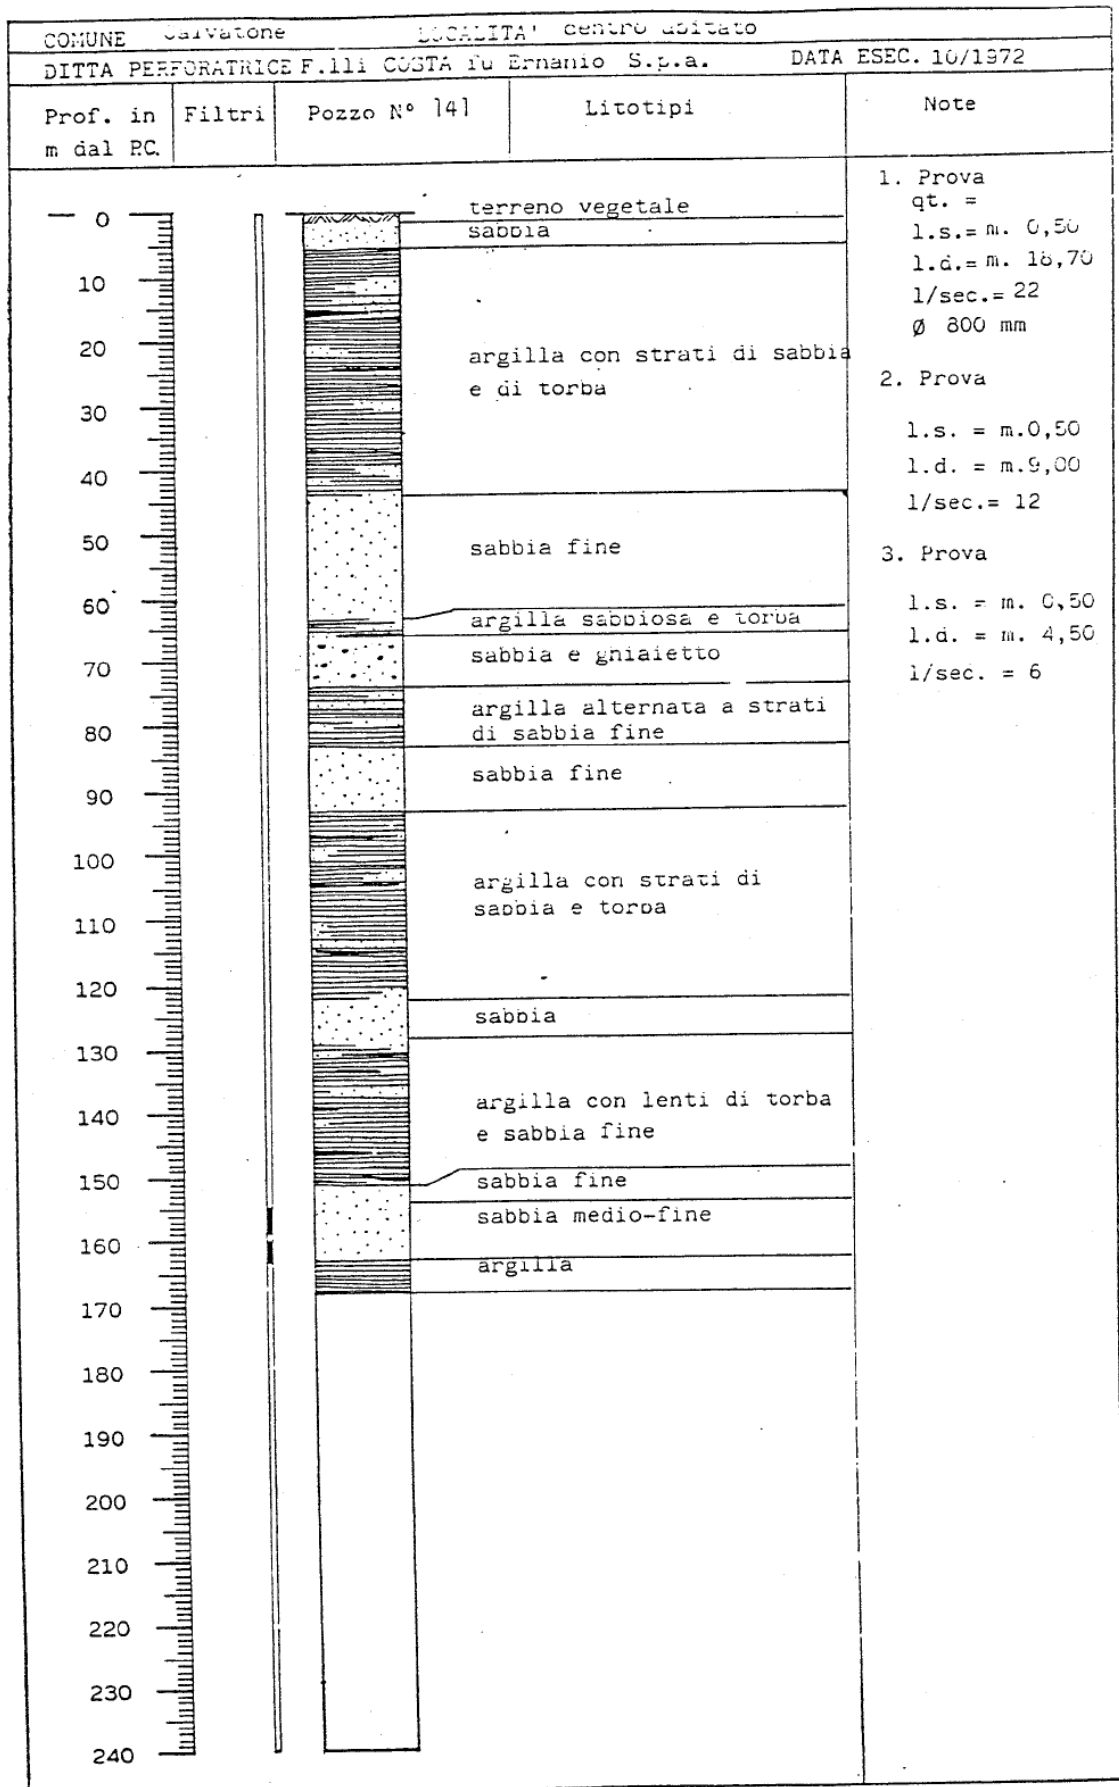 COMUNE Calvatone LOCALITA' centro abitato
DITTA PERFORATRICE F.lli COSTA fu Ernanio S.p.a. DATA ESEC. 10/1972
Prof. in m dal P.C.
Filtri
Pozzo N° 141
Litotipi
Note
0
10
20
30
40
50
60
70
80
90
100
110
120
130
140
150
160
170
180
190
200
210
220
230
240
terreno vegetale
sabbia
argilla con strati di sabbia
e di torba
sabbia fine
argilla sabbiosa e torba
sabbia e ghiaietto
argilla alternata a strati
di sabbia fine
sabbia fine
argilla con strati di
sabbia e torba
sabbia
argilla con lenti di torba
e sabbia fine
sabbia fine
sabbia medio-fine
argilla
1. Prova
qt. =
l.s.= m. 0,50
l.d.= m. 18,70
l/sec.= 22
Ø 800 mm
2. Prova
l.s. = m.0,50
l.d. = m.9,00
l/sec.= 12
3. Prova
l.s. = m. 0,50
l.d. = m. 4,50
l/sec. = 6